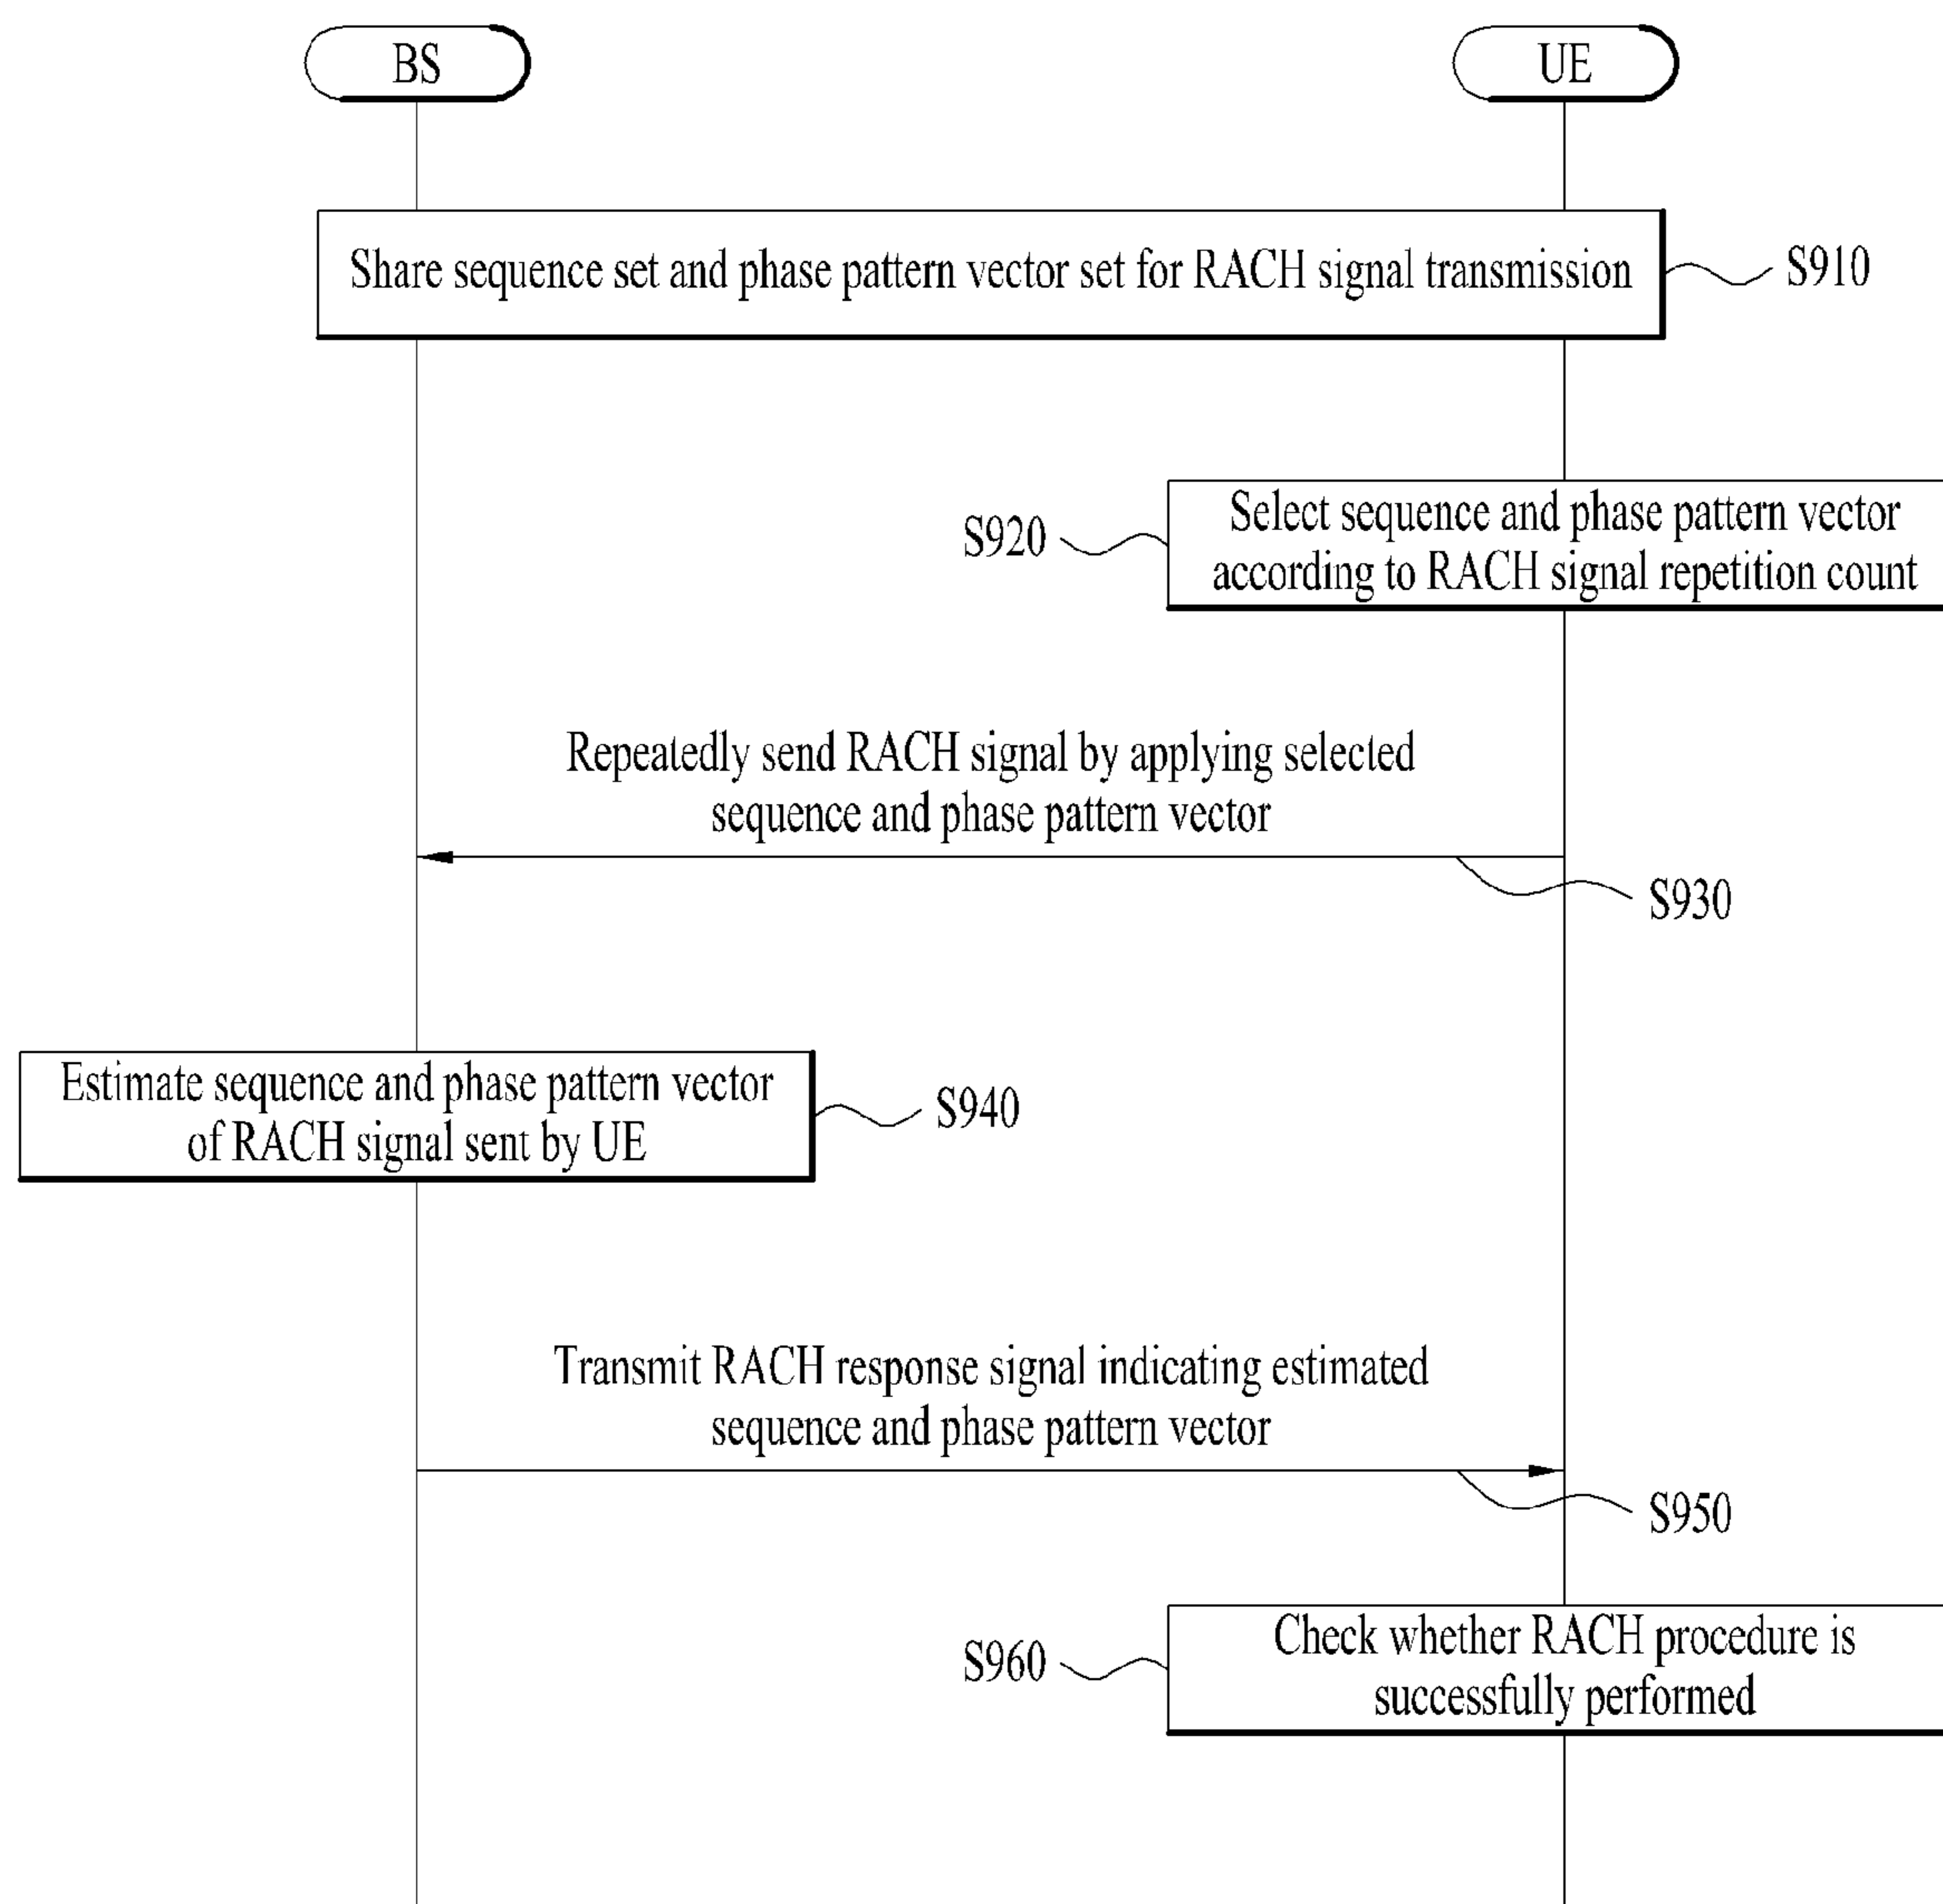 BS
UE
Share sequence set and phase pattern vector set for RACH signal transmission
S910
Select sequence and phase pattern vector
according to RACH signal repetition count
S920
Repeatedly send RACH signal by applying selected
sequence and phase pattern vector
S930
Estimate sequence and phase pattern vector
of RACH signal sent by UE
S940
Transmit RACH response signal indicating estimated
sequence and phase pattern vector
S950
Check whether RACH procedure is
successfully performed
S960